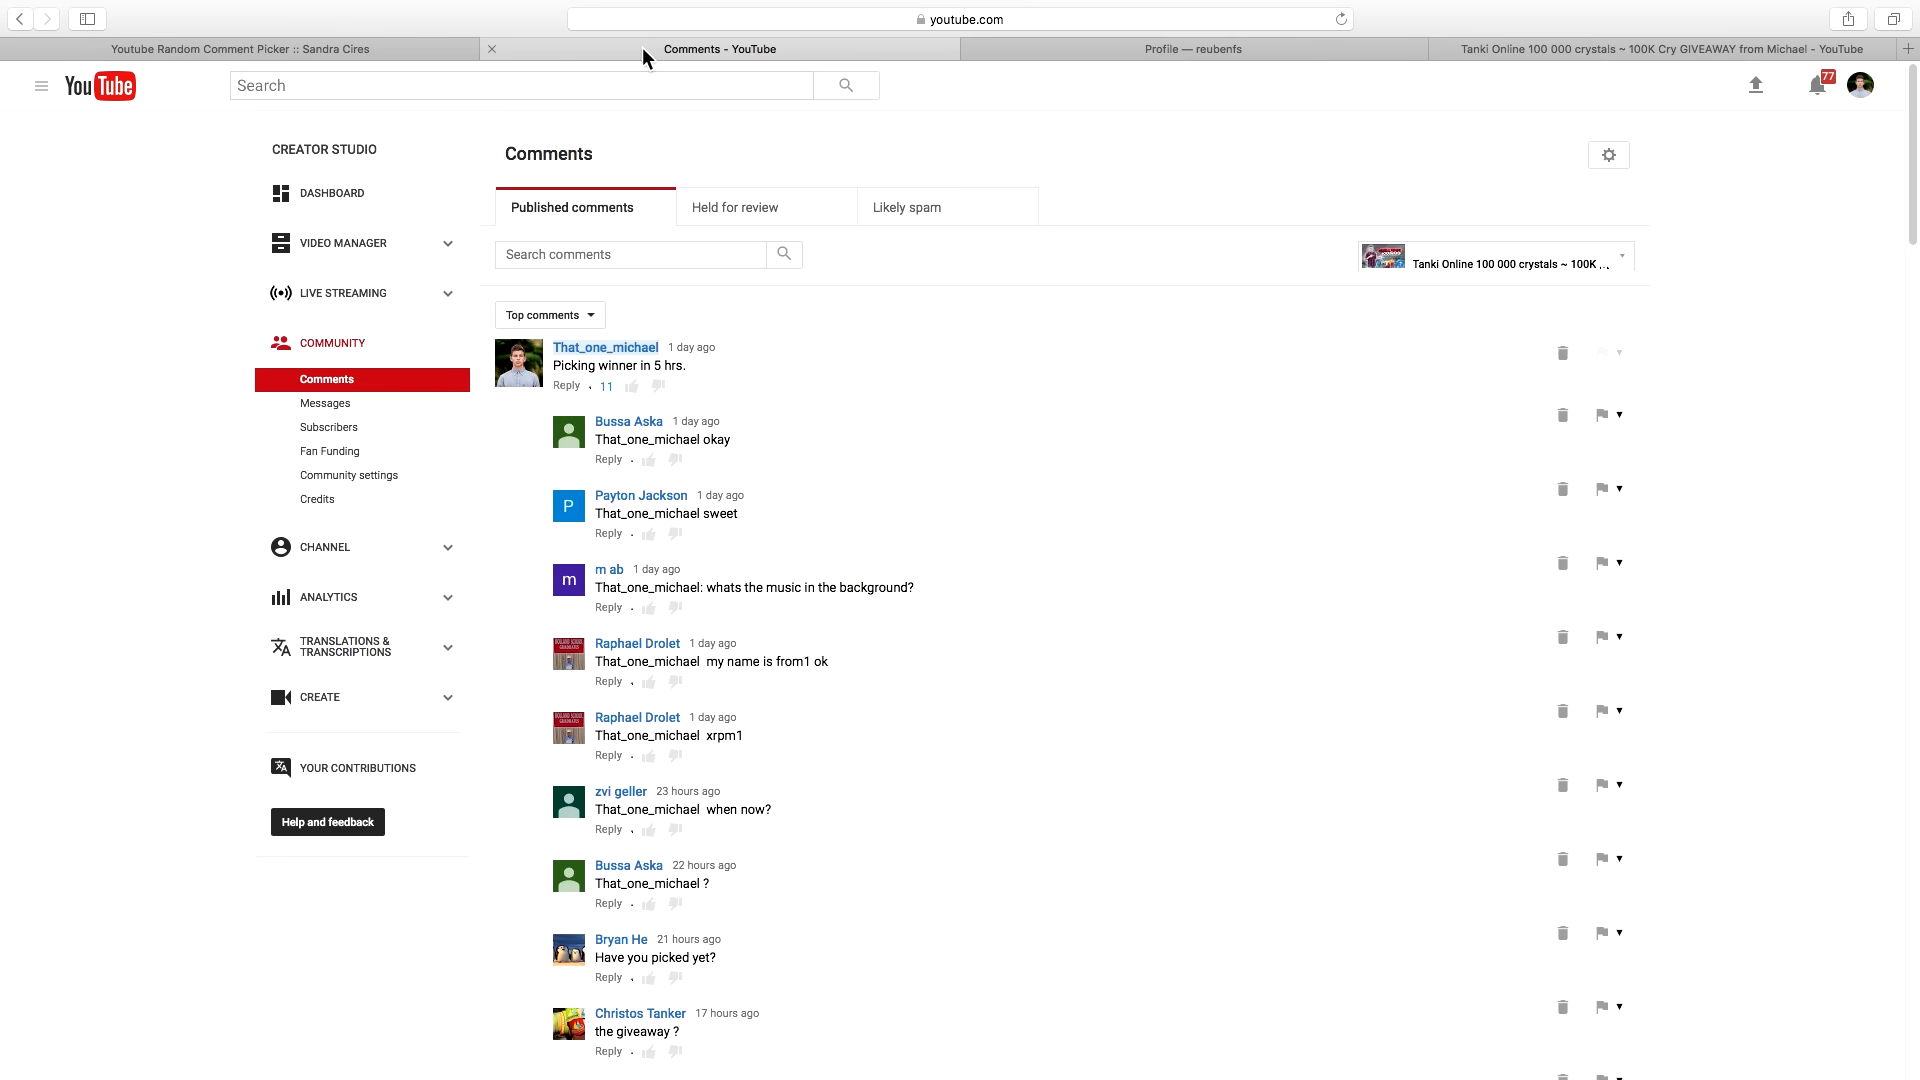 youtube.com
Youtube Random Comment Picker :: Sandra Cires
Comments - YouTube
Profile — reubenfs
Tanki Online 100 000 crystals ~ 100K Cry GIVEAWAY from Michael - YouTube
YouTube
Search
77
CREATOR STUDIO
DASHBOARD
VIDEO MANAGER
LIVE STREAMING
COMMUNITY
Comments
Messages
Subscribers
Fan Funding
Community settings
Credits
CHANNEL
ANALYTICS
TRANSLATIONS &
TRANSCRIPTIONS
CREATE
YOUR CONTRIBUTIONS
Help and feedback
Comments
Published comments
Held for review
Likely spam
Search comments
Tanki Online 100 000 crystals ~ 100K
Top comments
That_one_michael 1 day ago
Picking winner in 5 hrs.
Reply . 11
Bussa Aska 1 day ago
That_one_michael okay
Reply .
P
Payton Jackson 1 day ago
That_one_michael sweet
Reply .
m
m ab 1 day ago
That_one_michael: whats the music in the background?
Reply .
Raphael Drolet 1 day ago
That_one_michael my name is from1 ok
Reply .
Raphael Drolet 1 day ago
That_one_michael xrpm1
Reply .
zvi geller 23 hours ago
That_one_michael when now?
Reply .
Bussa Aska 22 hours ago
That_one_michael ?
Reply .
Bryan He 21 hours ago
Have you picked yet?
Reply .
Christos Tanker 17 hours ago
the giveaway ?
Reply .